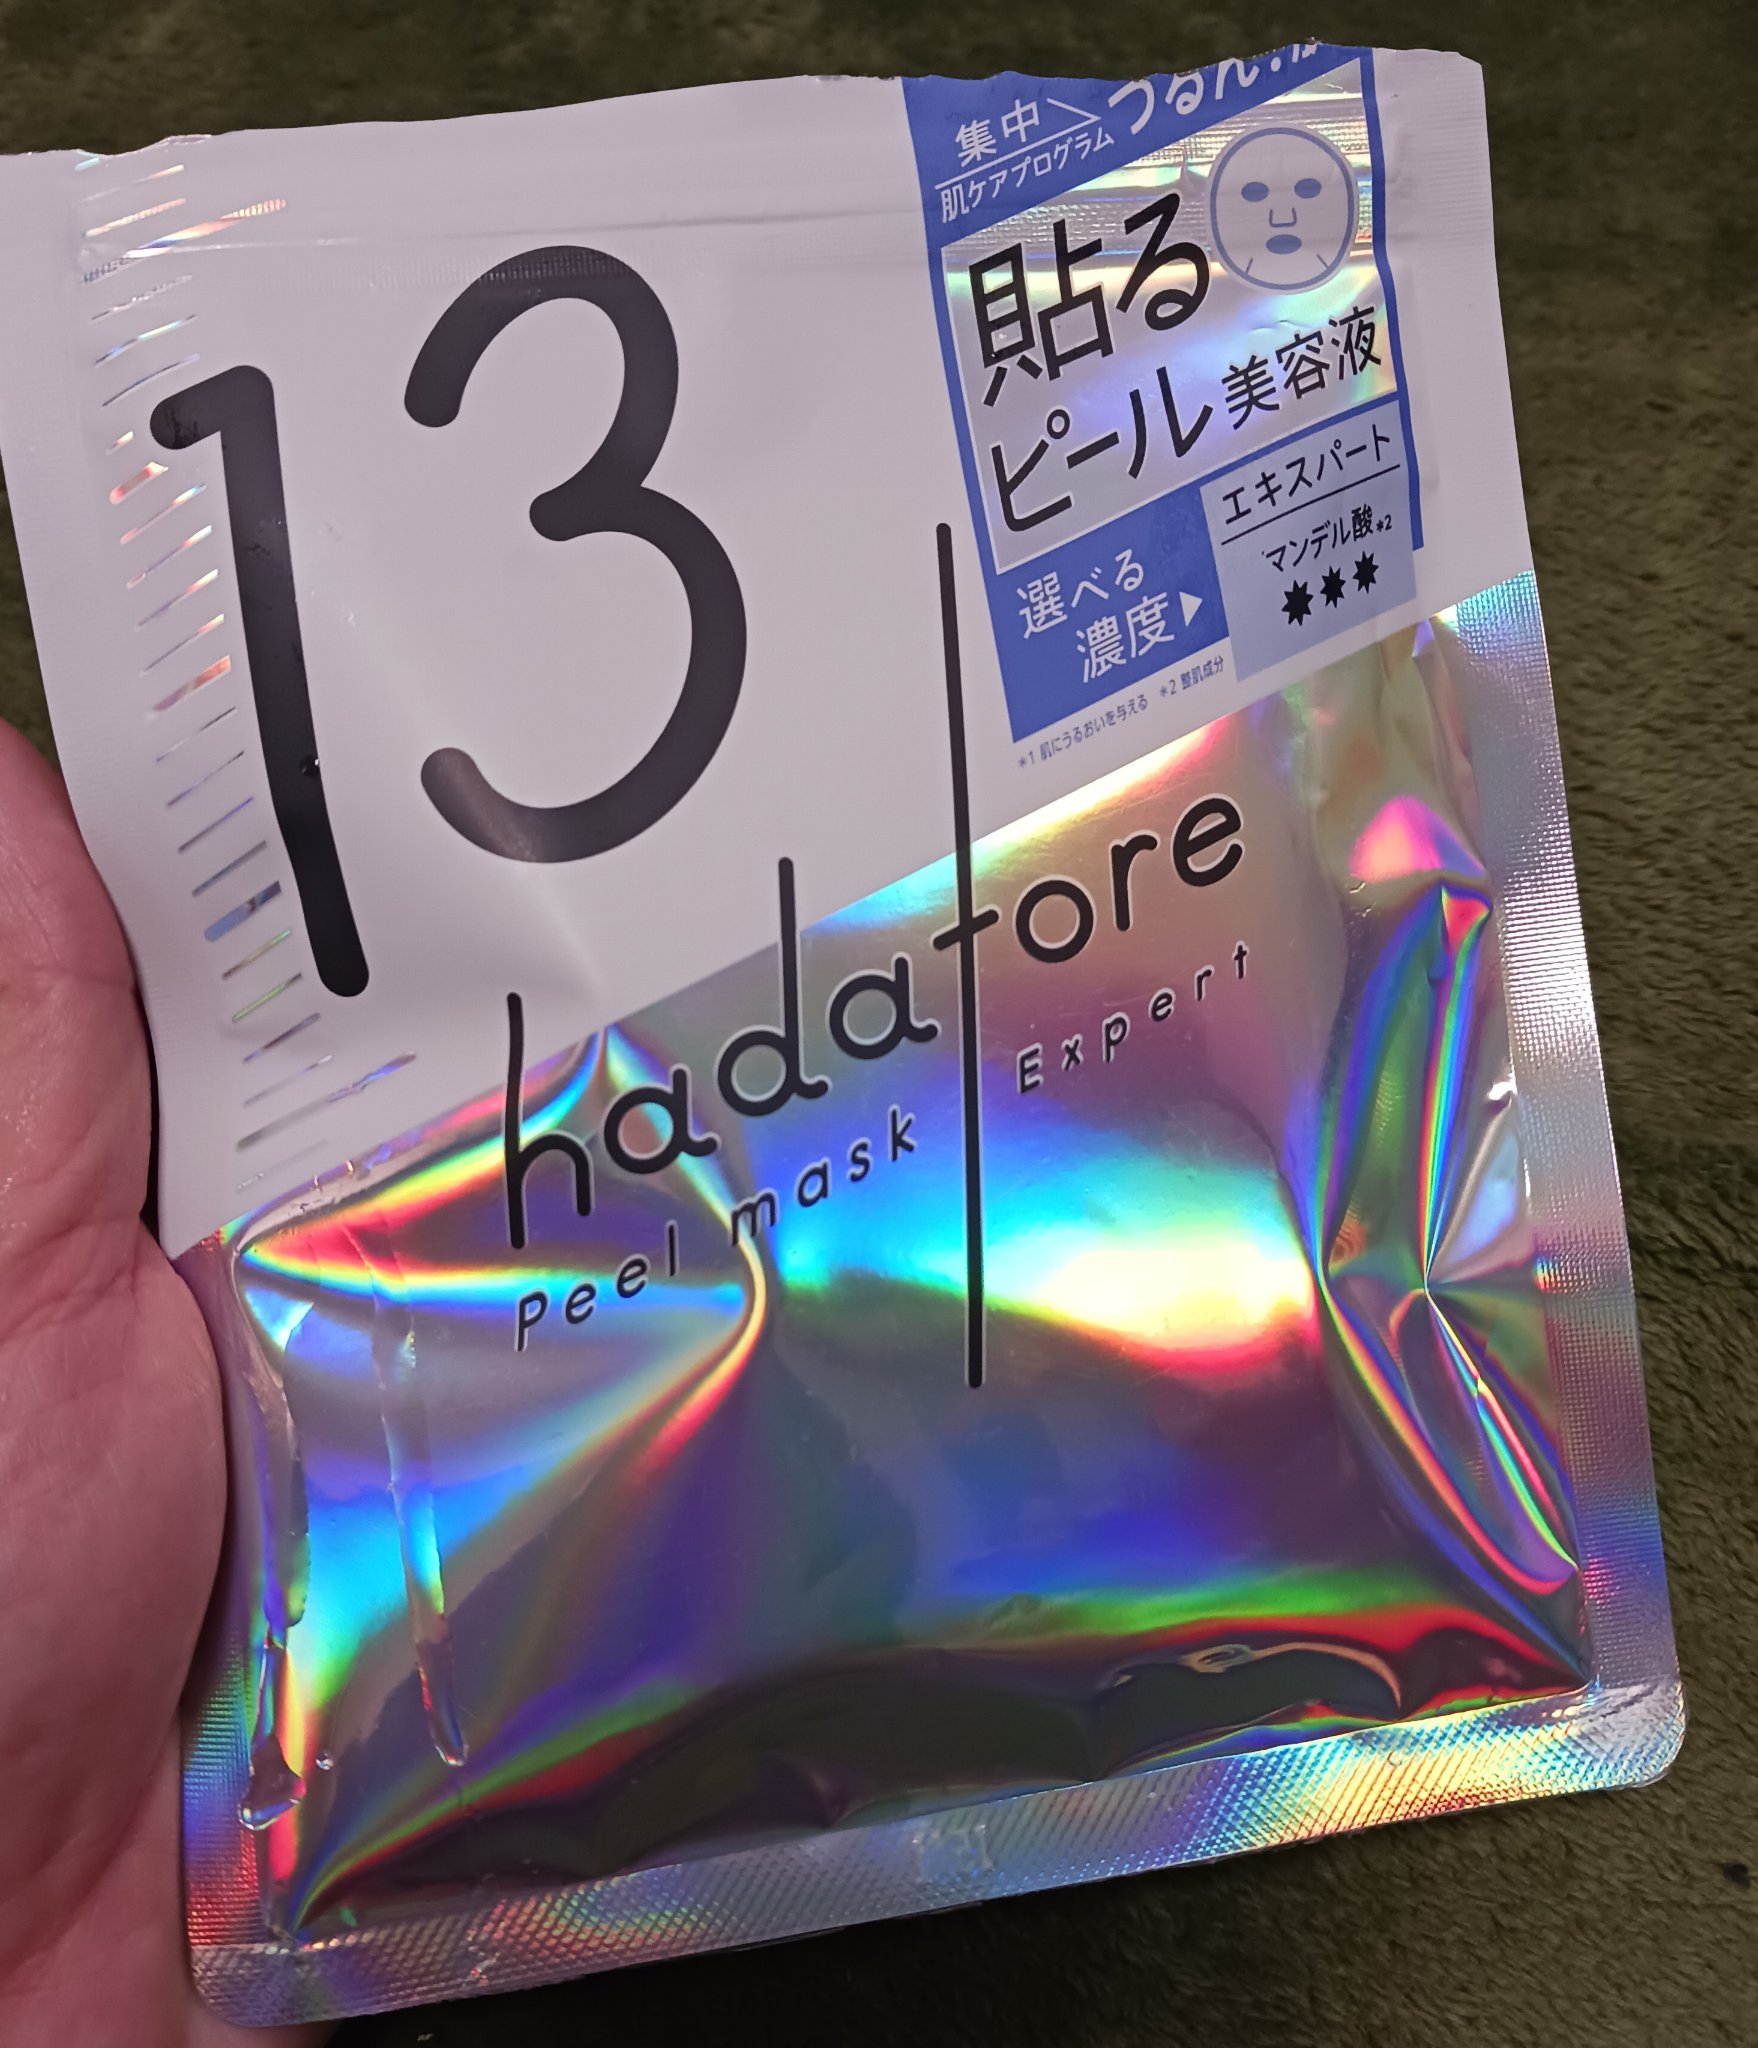 13
集中
肌ケアプログラム
つるん!
貼る
ピール美容液
選べる
濃度
エキスパート
マンデル酸*2
*1 肌にうるおいを与える *2 整肌成分
hadatore
Peel mask Expert